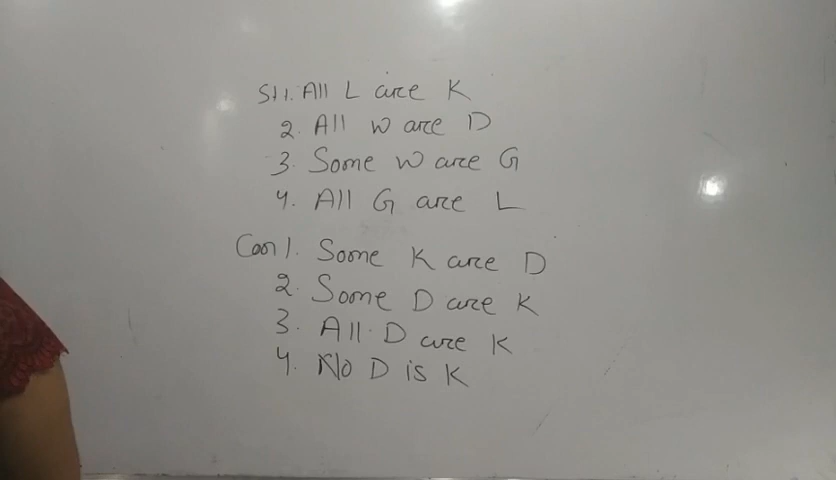 St1. All L are K
2. All W are D
3. Some W are G
4. All G are L
Con 1. Some K are D
2. Some D are K
3. All D are K
4. No D is K